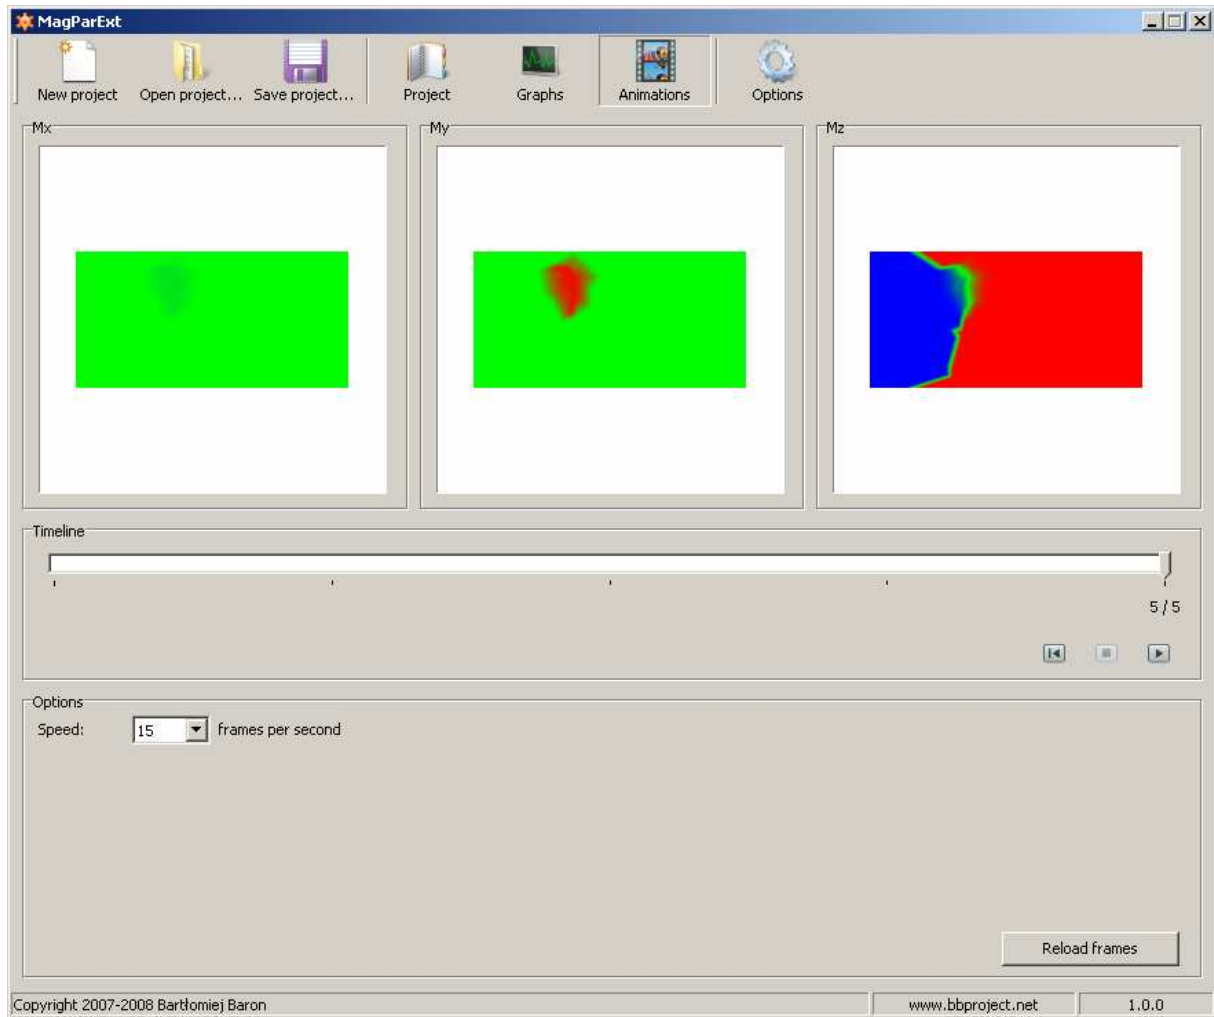 MagParExt
New project Open project... Save project... Project Graphs Animations Options
Mx My Mz
Timeline
5 / 5
Options
Speed: 15 frames per second
Reload frames
Copyright 2007-2008 Bartłomiej Baron www.bbproject.net 1.0.0